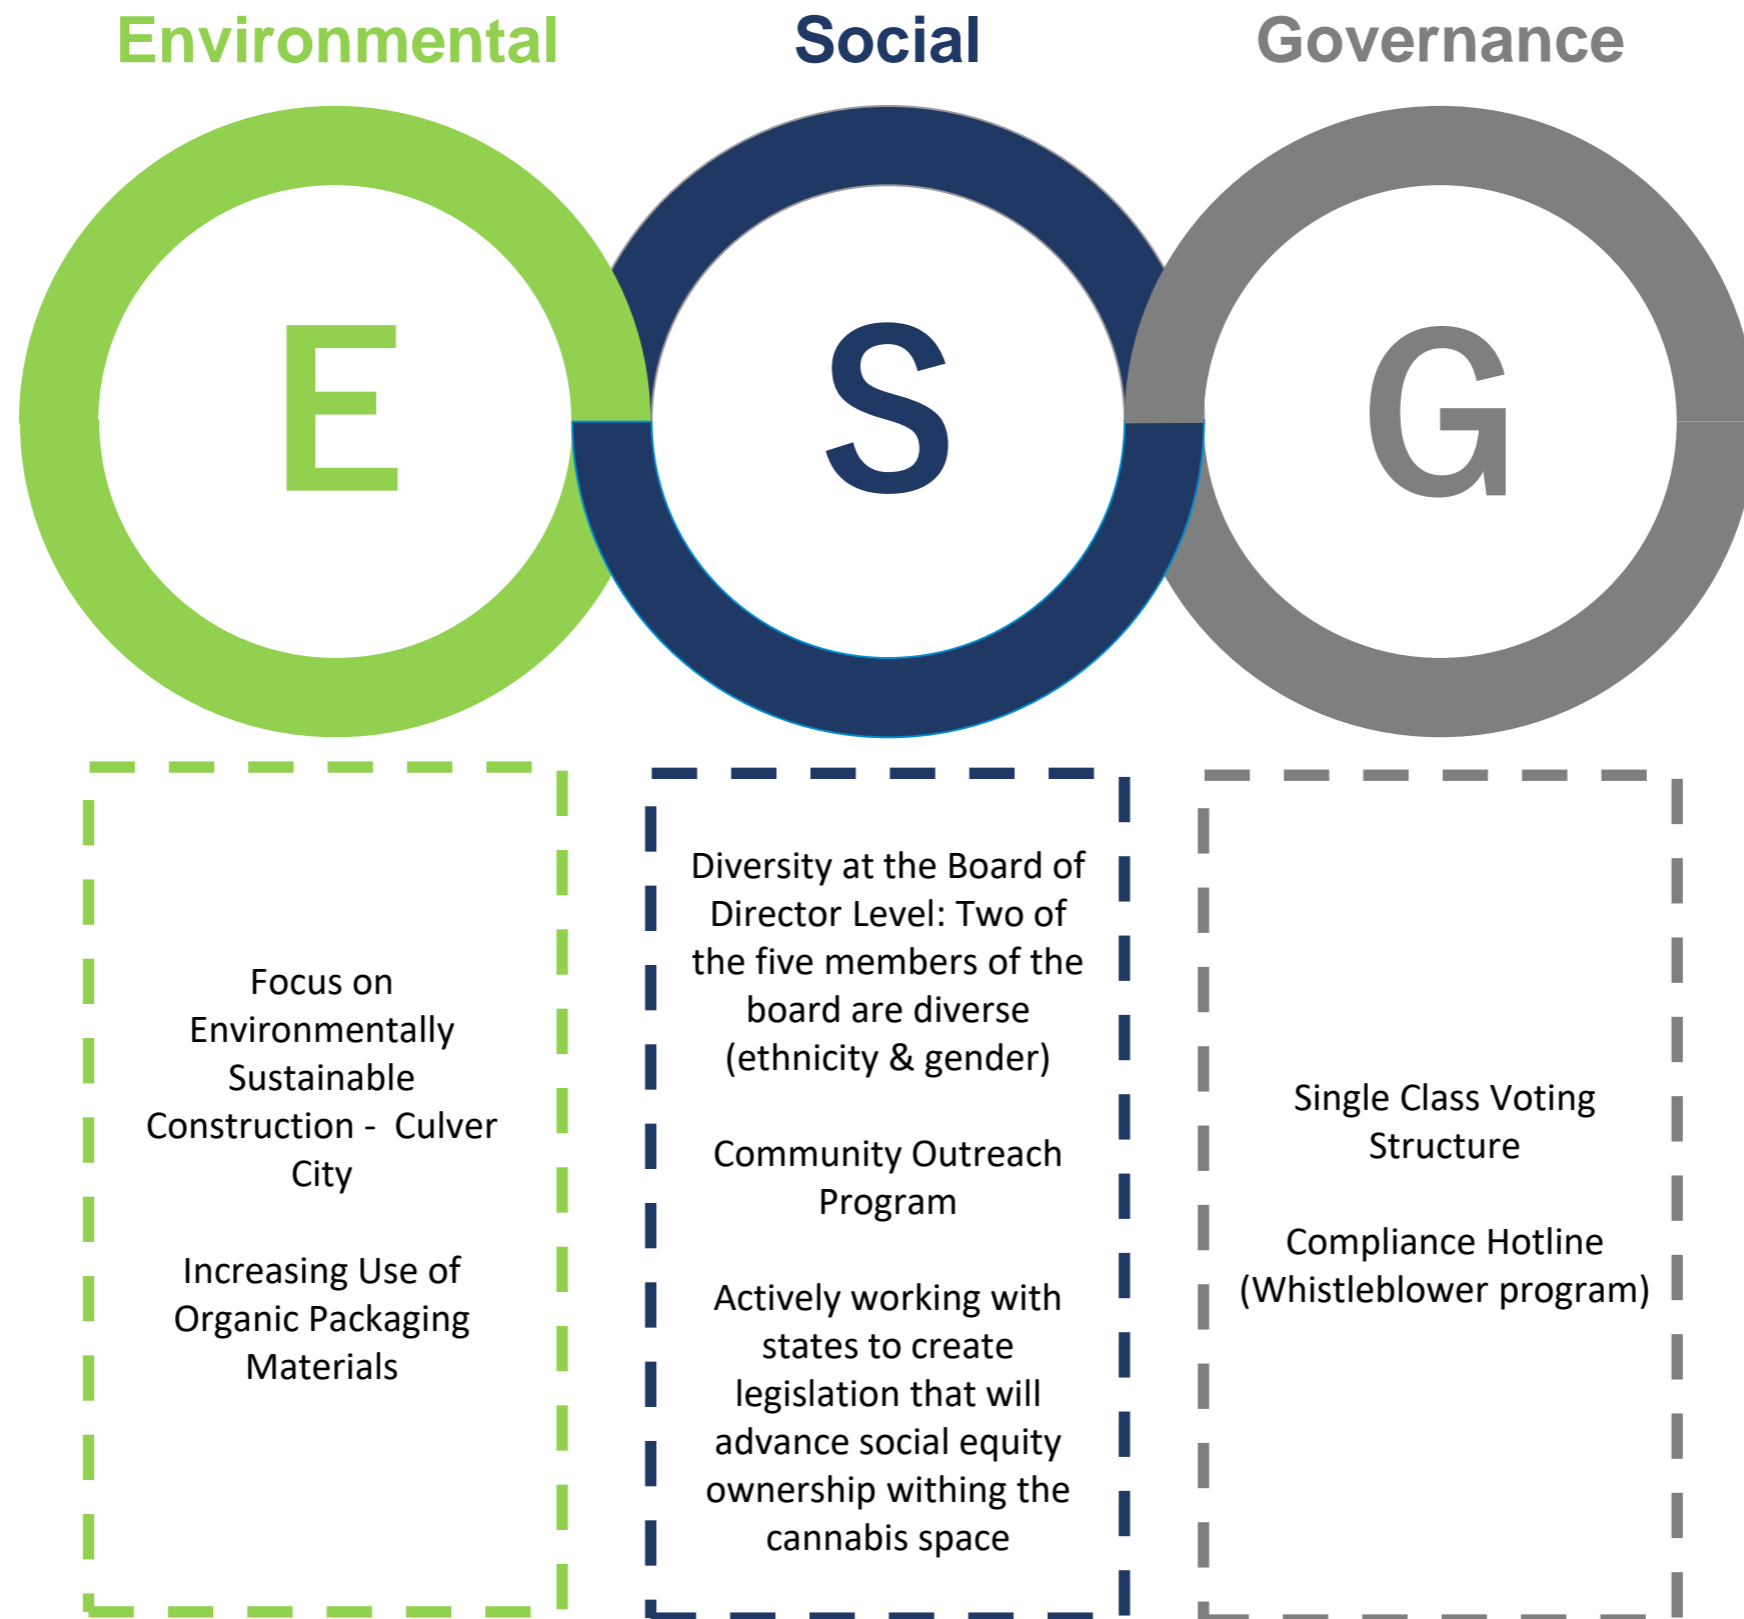 Environmental
Social
Governance
E
S
G
Focus on
Environmentally
Sustainable
Construction -  Culver
City
Increasing Use of
Organic Packaging
Materials
Diversity at the Board of
Director Level: Two of
the five members of the
board are diverse
(ethnicity & gender)
Community Outreach
Program
Actively working with
states to create
legislation that will
advance social equity
ownership withing the
cannabis space
Single Class Voting
Structure
Compliance Hotline
(Whistleblower program)